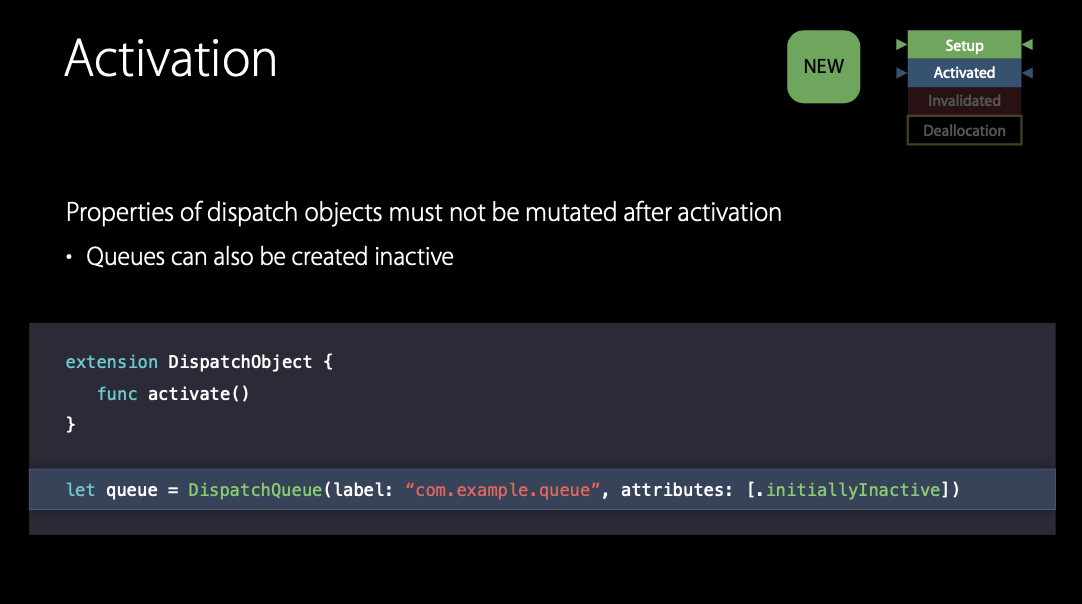 Activation
NEW
Setup
Activated
Invalidated
Deallocation
Properties of dispatch objects must not be mutated after activation
• Queues can also be created inactive
extension DispatchObject {
   func activate()
}
let queue = DispatchQueue(label: “com.example.queue”, attributes: [.initiallyInactive])